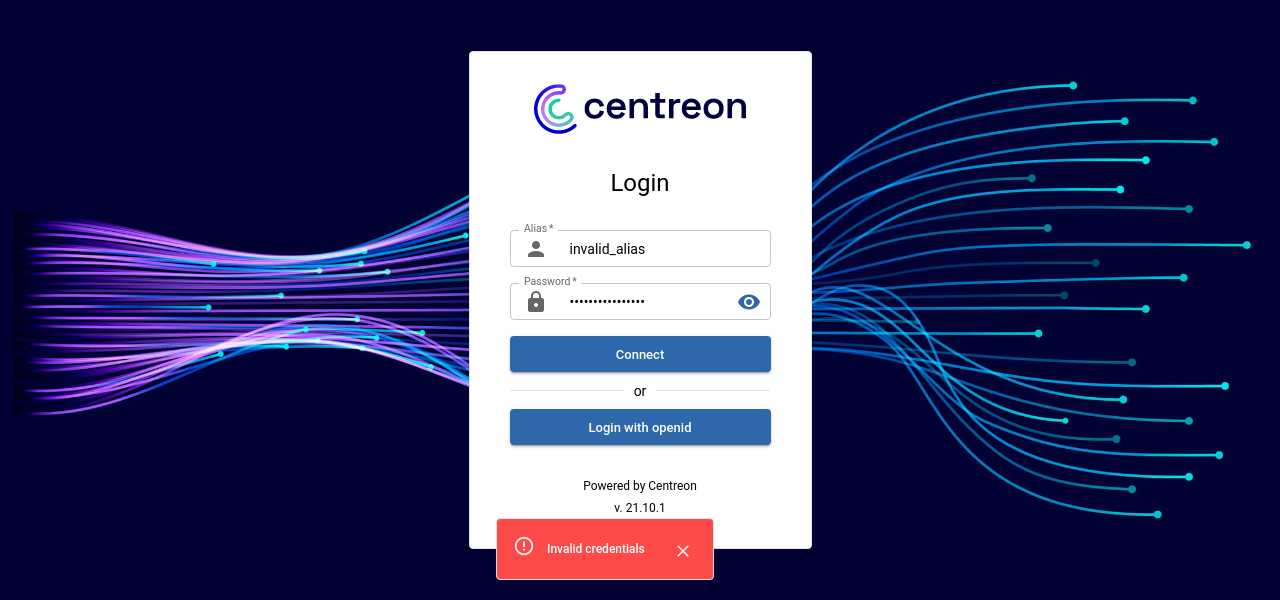 centreon
Login
Alias *
invalid_alias
Password *
••••••••••••••••
Connect
or
Login with openid
Powered by Centreon
v. 21.10.1
Invalid credentials